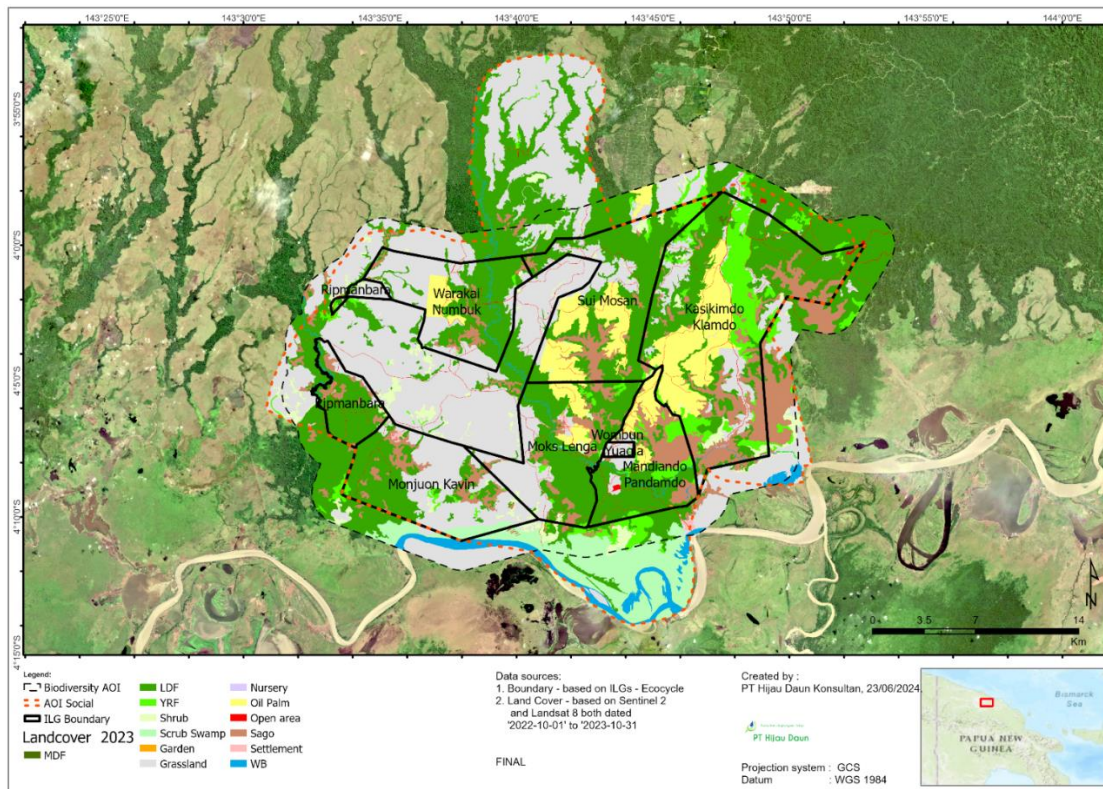 143°25'0"E
143°30'0"E
143°35'0"E
143°40'0"E
143°45'0"E
143°50'0"E
143°55'0"E
144°0'0"E
3°55'0"S
4°0'0"S
4°5'0"S
4°10'0"S
4°15'0"S
Ripmanbara
Warakai
Numbuk
Sui Mosan
Kasikimdo
Klamdo
Ripmanbara
Moks Lenga
Wombun
Yuadia
Mandiando
Pandamdo
Monjuon Kavin
N
0
3.5
7
14
Km
Legend:
Biodiversity AOI
AOI Social
ILG Boundary
Landcover 2023
MDF
LDF
YRF
Shrub
Scrub Swamp
Garden
Grassland
Nursery
Oil Palm
Open area
Sago
Settlement
WB
Data sources:
1. Boundary - based on ILGs - Ecocycle
2. Land Cover - based on Sentinel 2
and Landsat 8 both dated
'2022-10-01' to '2023-10-31
FINAL
Created by :
PT Hijau Daun Konsultan, 23/06/2024,
PT Hijau Daun
Projection system : GCS
Datum : WGS 1984
Bismarck
Sea
PAPUA NEW
GUINEA